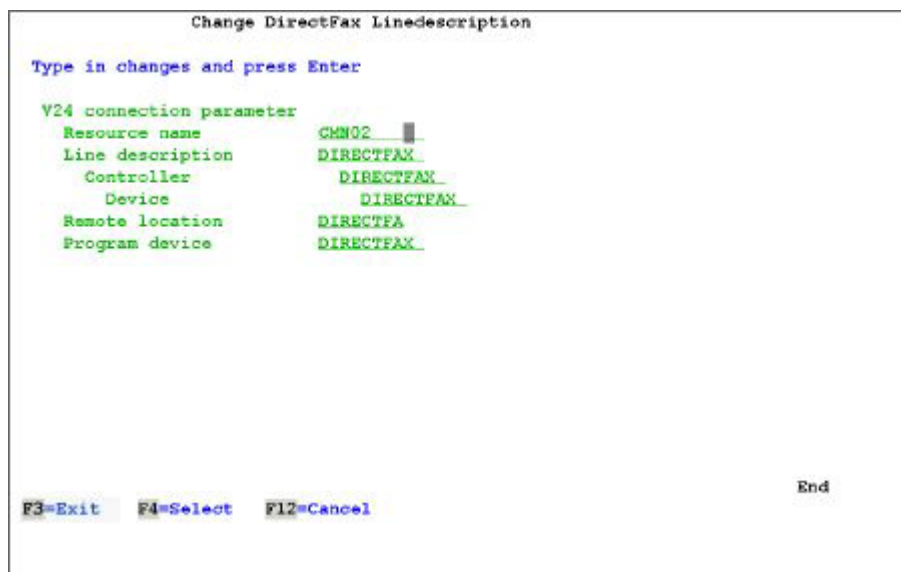 Change DirectFax Linedescription
Type in changes and press Enter
V24 connection parameter
Resource name CMN02
Line description DIRECTFAX
Controller DIRECTFAX
Device DIRECTFAX
Remote location DIRECTFA
Program device DIRECTFAX
End
F3=Exit F4=Select F12=Cancel